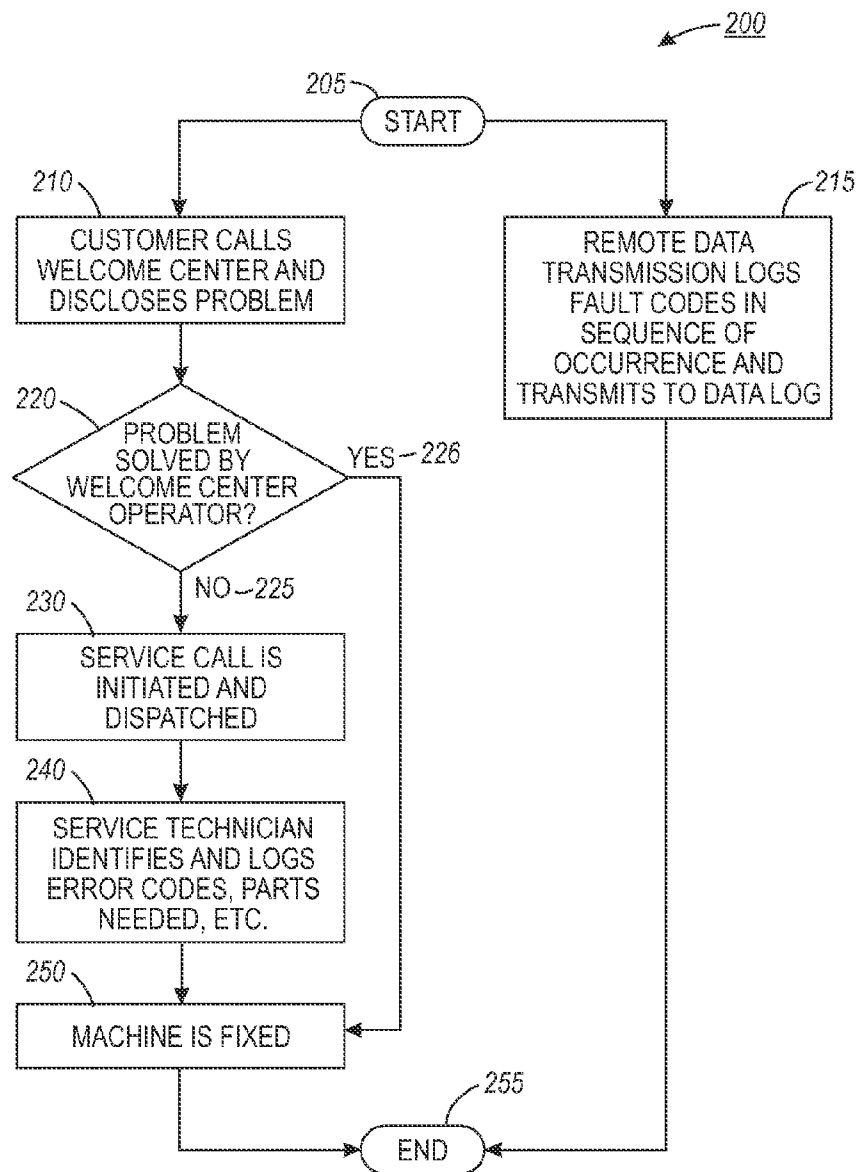 200
205
START
210
CUSTOMER CALLS
WELCOME CENTER AND
DISCLOSES PROBLEM
215
REMOTE DATA
TRANSMISSION LOGS
FAULT CODES IN
SEQUENCE OF
OCCURRENCE AND
TRANSMITS TO DATA LOG
220
PROBLEM
SOLVED BY
WELCOME CENTER
OPERATOR?
YES 226
NO 225
230
SERVICE CALL IS
INITIATED AND
DISPATCHED
240
SERVICE TECHNICIAN
IDENTIFIES AND LOGS
ERROR CODES, PARTS
NEEDED, ETC.
250
MACHINE IS FIXED
255
END